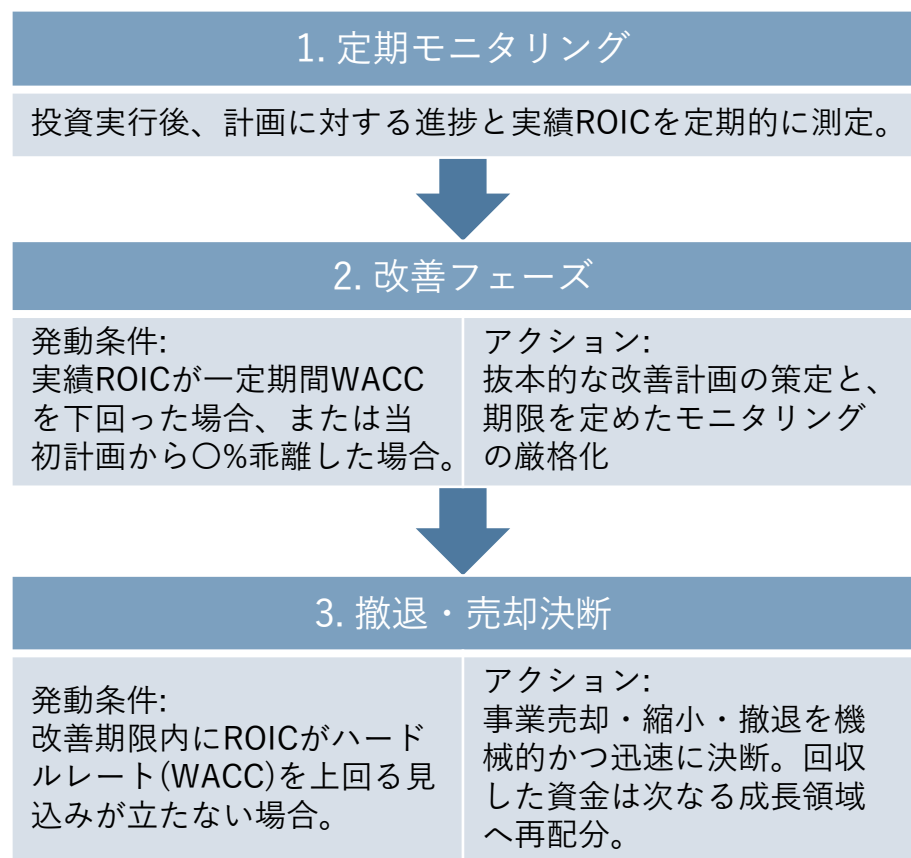 1. 定期モニタリング
投資実行後、計画に対する進捗と実績ROICを定期的に測定。
2. 改善フェーズ
発動条件:
実績ROICが一定期間WACC
を下回った場合、または当
初計画から〇%乖離した場合。
アクション:
抜本的な改善計画の策定と、
期限を定めたモニタリング
の厳格化
3. 撤退・売却決断
発動条件:
改善期限内にROICがハード
ルレート(WACC)を上回る見
込みが立たない場合。
アクション:
事業売却・縮小・撤退を機
械的かつ迅速に決断。回収
した資金は次なる成長領域
へ再配分。